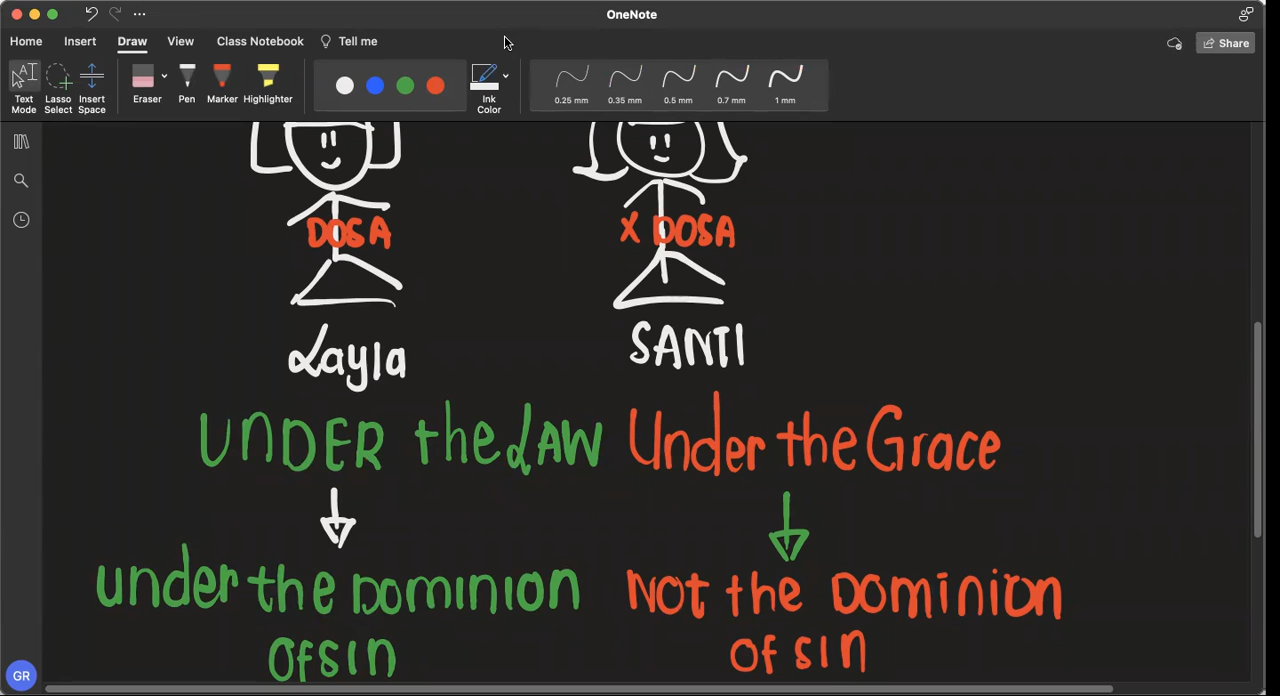 OneNote
Home Insert Draw View Class Notebook Tell me Share
Text Mode Lasso Select Insert Space Eraser Pen Marker Highlighter Ink Color 0.25 mm 0.35 mm 0.5 mm 0.7 mm 1 mm
DOSA X DOSA
Layla SANTI
UNDER the LAW Under the Grace
under the Dominion Not the Dominion
Of sin Of sin
GR